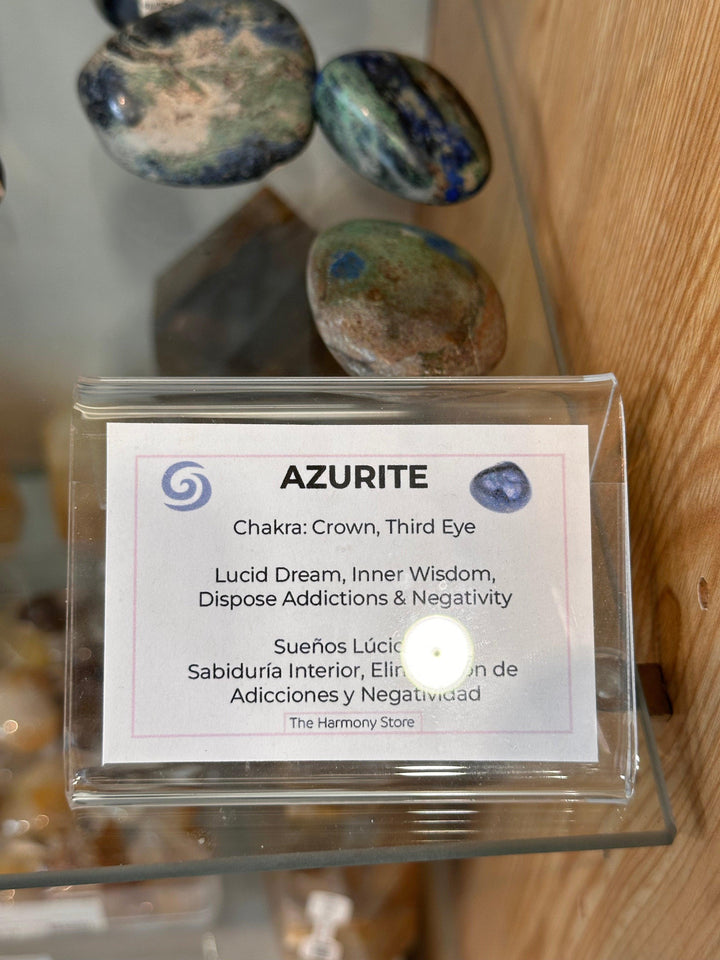 AZURITE
Chakra: Crown, Third Eye
Lucid Dream, Inner Wisdom,
Dispose Addictions & Negativity
Sueños
Sabiduría Interior, de
Adicciones y Negatividad
The Harmony Store